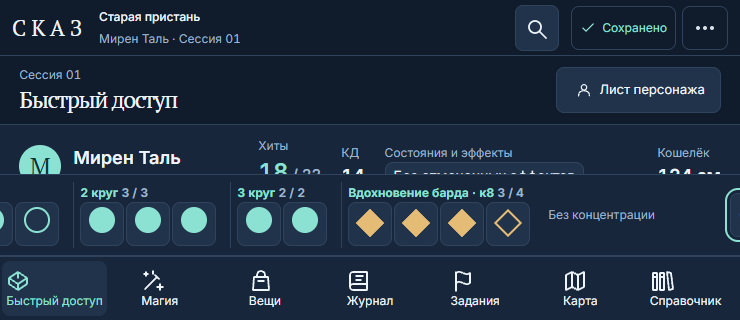 СКАЗ
Старая пристань
Мирен Таль · Сессия 01
Сохранено
Сессия 01
Быстрый доступ
Лист персонажа
М
Мирен Таль
Хиты
18
КД
Состояния и эффекты
Кошелёк
2 круг 3 / 3
3 круг 2 / 2
Вдохновение барда · к8 3 / 4
Без концентрации
Быстрый доступ
Магия
Вещи
Журнал
Задания
Карта
Справочник